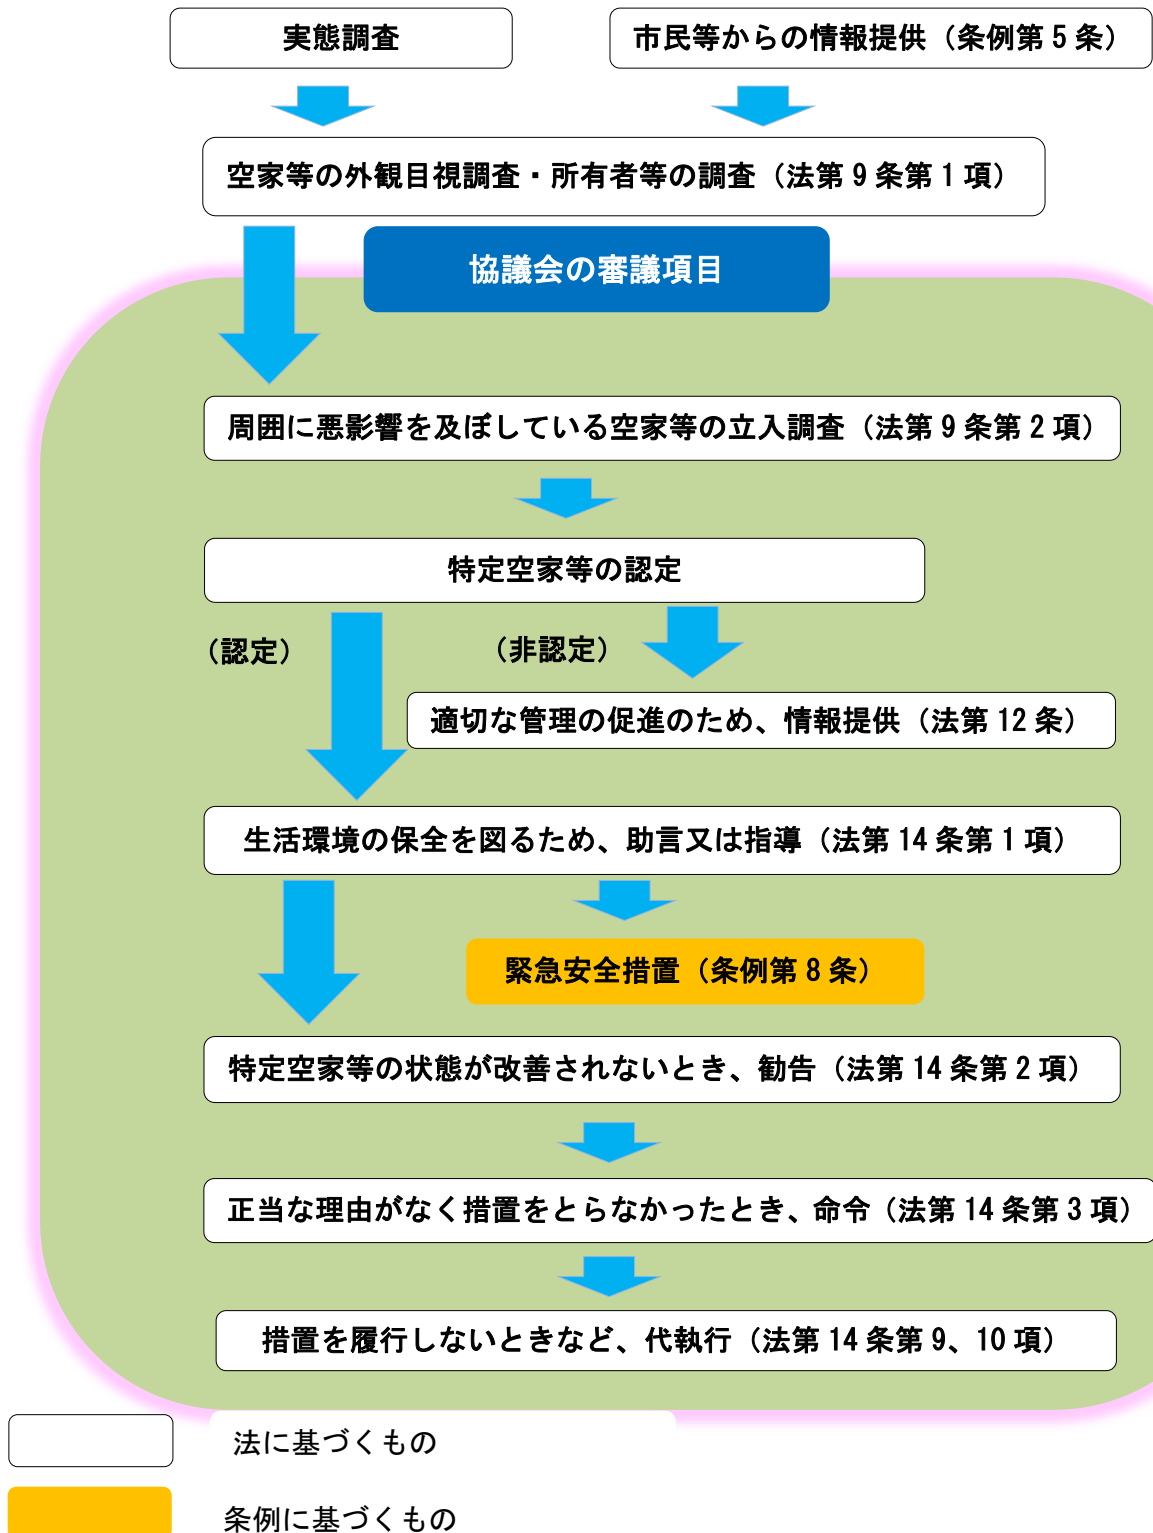 実態調査
市民等からの情報提供（条例第5条）
空家等の外観目視調査・所有者等の調査（法第9条第1項）
協議会の審議項目
周囲に悪影響を及ぼしている空家等の立入調査（法第9条第2項）
特定空家等の認定
（認定）
（非認定）
適切な管理の促進のため、情報提供（法第12条）
生活環境の保全を図るため、助言又は指導（法第14条第1項）
緊急安全措置（条例第8条）
特定空家等の状態が改善されないとき、勧告（法第14条第2項）
正当な理由がなく措置をとらなかったとき、命令（法第14条第3項）
措置を履行しないときなど、代執行（法第14条第9、10項）
法に基づくもの
条例に基づくもの